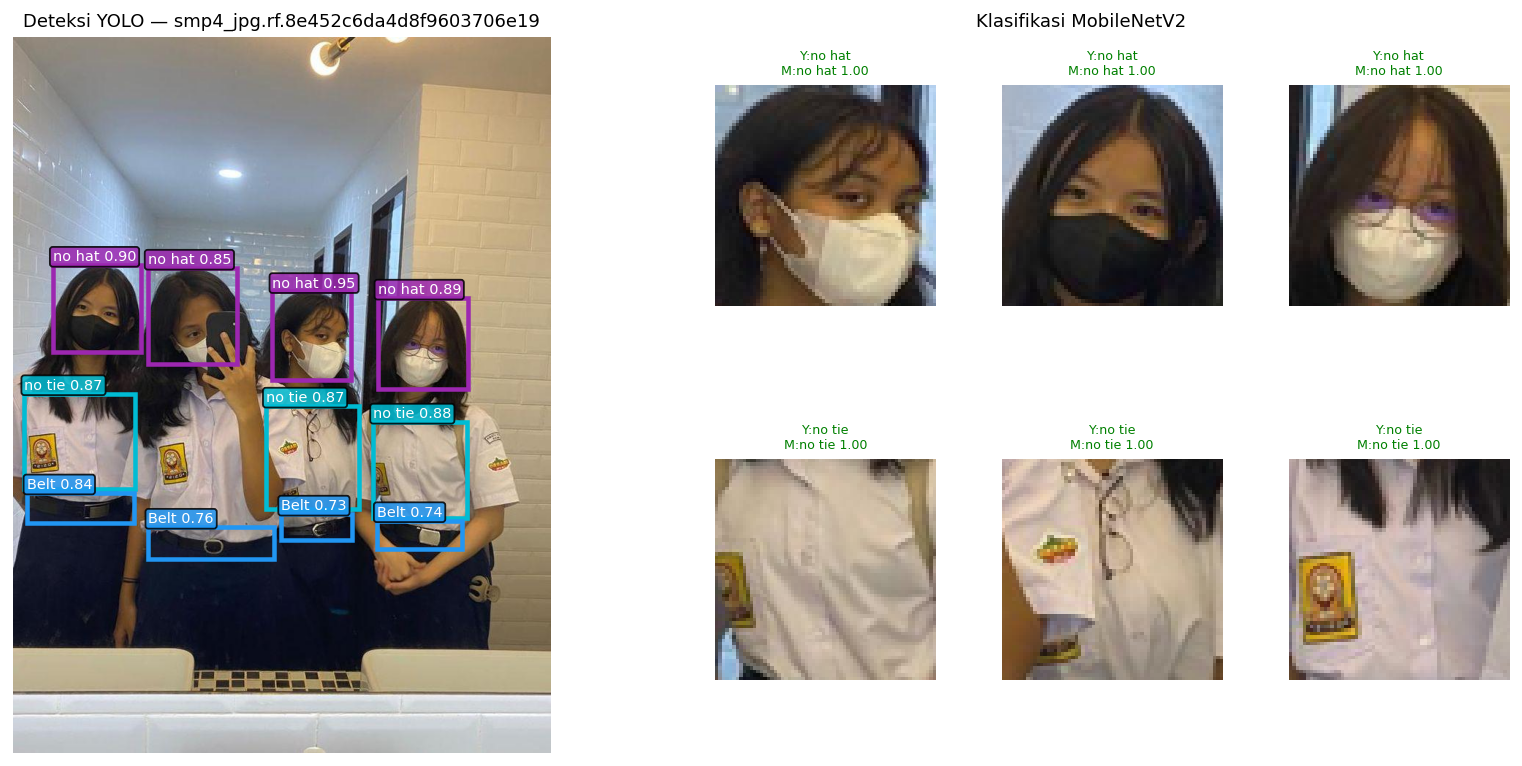 Deteksi YOLO — smp4_jpg.rf.8e452c6da4d8f9603706e19
no hat 0.90
no hat 0.85
no hat 0.95
no hat 0.89
no tie 0.87
no tie 0.87
no tie 0.88
Belt 0.84
Belt 0.76
Belt 0.73
Belt 0.74
Klasifikasi MobileNetV2
Y:no hat
M:no hat 1.00
Y:no hat
M:no hat 1.00
Y:no hat
M:no hat 1.00
Y:no tie
M:no tie 1.00
Y:no tie
M:no tie 1.00
Y:no tie
M:no tie 1.00